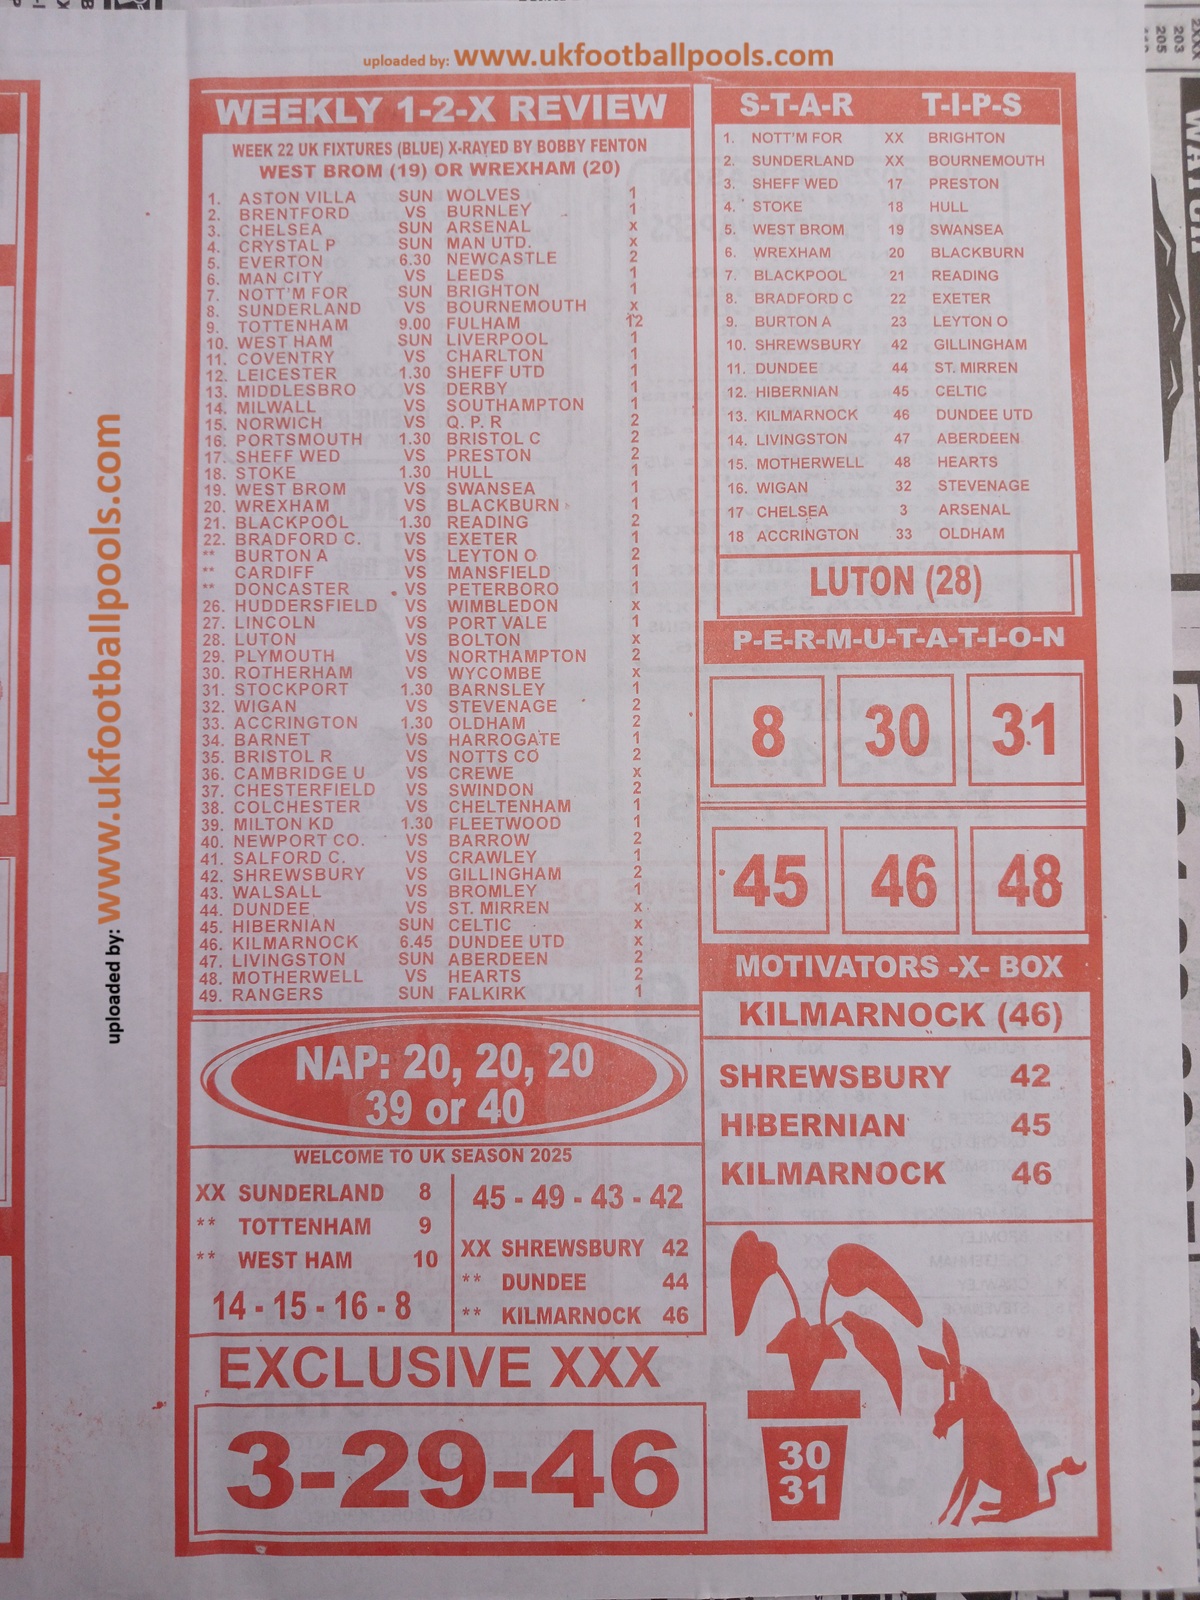 uploaded by: www.ukfootballpools.com
uploaded by: www.ukfootballpools.com
WEEKLY 1-2-X REVIEW
WEEK 22 UK FIXTURES (BLUE) X-RAYED BY BOBBY FENTON
WEST BROM (19) OR WREXHAM (20)
1. ASTON VILLA SUN WOLVES 1
2. BRENTFORD VS BURNLEY 1
3. CHELSEA SUN ARSENAL x
4. CRYSTAL P SUN MAN UTD. x
5. EVERTON 6.30 NEWCASTLE 2
6. MAN CITY VS LEEDS 1
7. NOTT'M FOR SUN BRIGHTON 1
8. SUNDERLAND VS BOURNEMOUTH x
9. TOTTENHAM 9.00 FULHAM 12
10. WEST HAM SUN LIVERPOOL 1
11. COVENTRY VS CHARLTON 1
12. LEICESTER 1.30 SHEFF UTD 1
13. MIDDLESBRO VS DERBY 1
14. MILWALL VS SOUTHAMPTON 1
15. NORWICH VS Q. P. R 2
16. PORTSMOUTH 1.30 BRISTOL C 2
17. SHEFF WED VS PRESTON 2
18. STOKE 1.30 HULL 1
19. WEST BROM VS SWANSEA 1
20. WREXHAM VS BLACKBURN 1
21. BLACKPOOL 1.30 READING 2
22. BRADFORD C. VS EXETER 1
** BURTON A VS LEYTON O 2
** CARDIFF VS MANSFIELD 1
** DONCASTER VS PETERBORO 1
26. HUDDERSFIELD VS WIMBLEDON x
27. LINCOLN VS PORT VALE 1
28. LUTON VS BOLTON x
29. PLYMOUTH VS NORTHAMPTON 2
30. ROTHERHAM VS WYCOMBE x
31. STOCKPORT 1.30 BARNSLEY 1
32. WIGAN VS STEVENAGE 2
33. ACCRINGTON 1.30 OLDHAM 2
34. BARNET VS HARROGATE 1
35. BRISTOL R VS NOTTS CO 2
36. CAMBRIDGE U VS CREWE x
37. CHESTERFIELD VS SWINDON 2
38. COLCHESTER VS CHELTENHAM 1
39. MILTON KD 1.30 FLEETWOOD 1
40. NEWPORT CO. VS BARROW 2
41. SALFORD C. VS CRAWLEY 1
42. SHREWSBURY VS GILLINGHAM 2
43. WALSALL VS BROMLEY 1
44. DUNDEE VS ST. MIRREN x
45. HIBERNIAN SUN CELTIC x
46. KILMARNOCK 6.45 DUNDEE UTD x
47. LIVINGSTON SUN ABERDEEN 2
48. MOTHERWELL VS HEARTS 2
49. RANGERS SUN FALKIRK 1
NAP: 20, 20, 20
39 or 40
WELCOME TO UK SEASON 2025
XX SUNDERLAND 8
** TOTTENHAM 9
** WEST HAM 10
14 - 15 - 16 - 8
45 - 49 - 43 - 42
XX SHREWSBURY 42
** DUNDEE 44
** KILMARNOCK 46
EXCLUSIVE XXX
3-29-46
S-T-A-R T-I-P-S
1. NOTT'M FOR XX BRIGHTON
2. SUNDERLAND XX BOURNEMOUTH
3. SHEFF WED 17 PRESTON
4. STOKE 18 HULL
5. WEST BROM 19 SWANSEA
6. WREXHAM 20 BLACKBURN
7. BLACKPOOL 21 READING
8. BRADFORD C 22 EXETER
9. BURTON A 23 LEYTON O
10. SHREWSBURY 42 GILLINGHAM
11. DUNDEE 44 ST. MIRREN
12. HIBERNIAN 45 CELTIC
13. KILMARNOCK 46 DUNDEE UTD
14. LIVINGSTON 47 ABERDEEN
15. MOTHERWELL 48 HEARTS
16. WIGAN 32 STEVENAGE
17 CHELSEA 3 ARSENAL
18 ACCRINGTON 33 OLDHAM
LUTON (28)
P-E-R-M-U-T-A-T-I-O-N
8 30 31
45 46 48
MOTIVATORS -X- BOX
KILMARNOCK (46)
SHREWSBURY 42
HIBERNIAN 45
KILMARNOCK 46
30
31